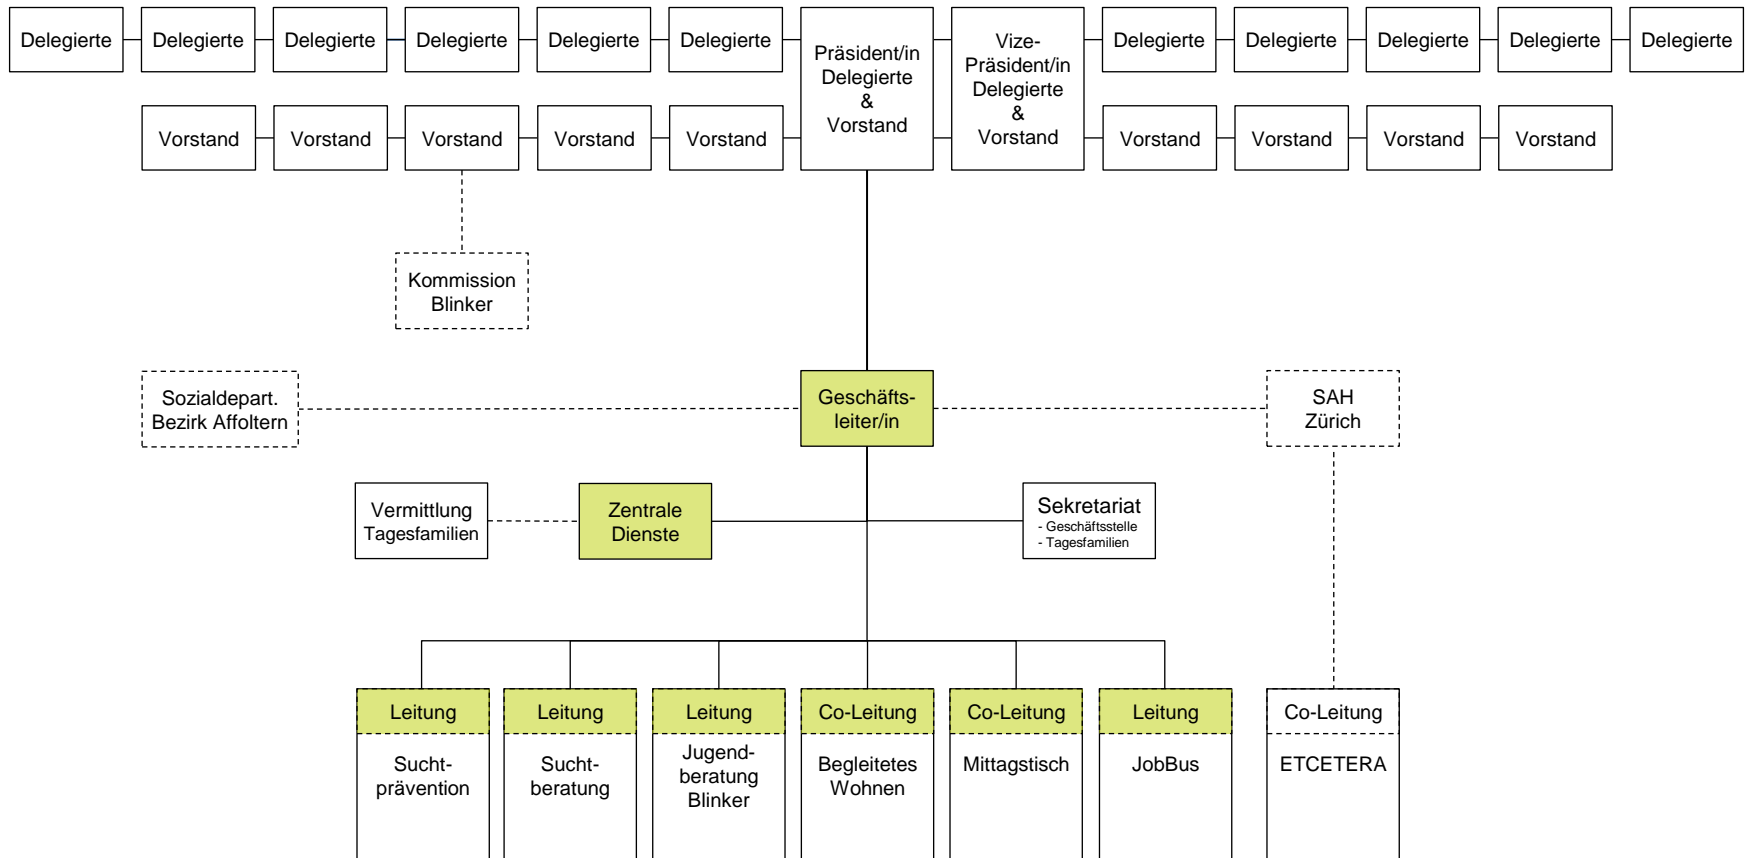 Delegierte
Delegierte
Delegierte
Delegierte
Delegierte
Delegierte
Präsident/in
Delegierte
&
Vorstand
Vize-
Präsident/in
Delegierte
&
Vorstand
Delegierte
Delegierte
Delegierte
Delegierte
Delegierte
Vorstand
Vorstand
Vorstand
Vorstand
Vorstand
Vorstand
Vorstand
Vorstand
Vorstand
Kommission
Blinker
Sozialdepart.
Bezirk Affoltern
Geschäfts-
leiter/in
SAH
Zürich
Vermittlung
Tagesfamilien
Zentrale
Dienste
Sekretariat
- Geschäftsstelle
- Tagesfamilien
Leitung
Sucht-
prävention
Leitung
Sucht-
beratung
Leitung
Jugend-
beratung
Blinker
Co-Leitung
Begleitetes
Wohnen
Co-Leitung
Mittagstisch
Leitung
JobBus
Co-Leitung
ETCETERA